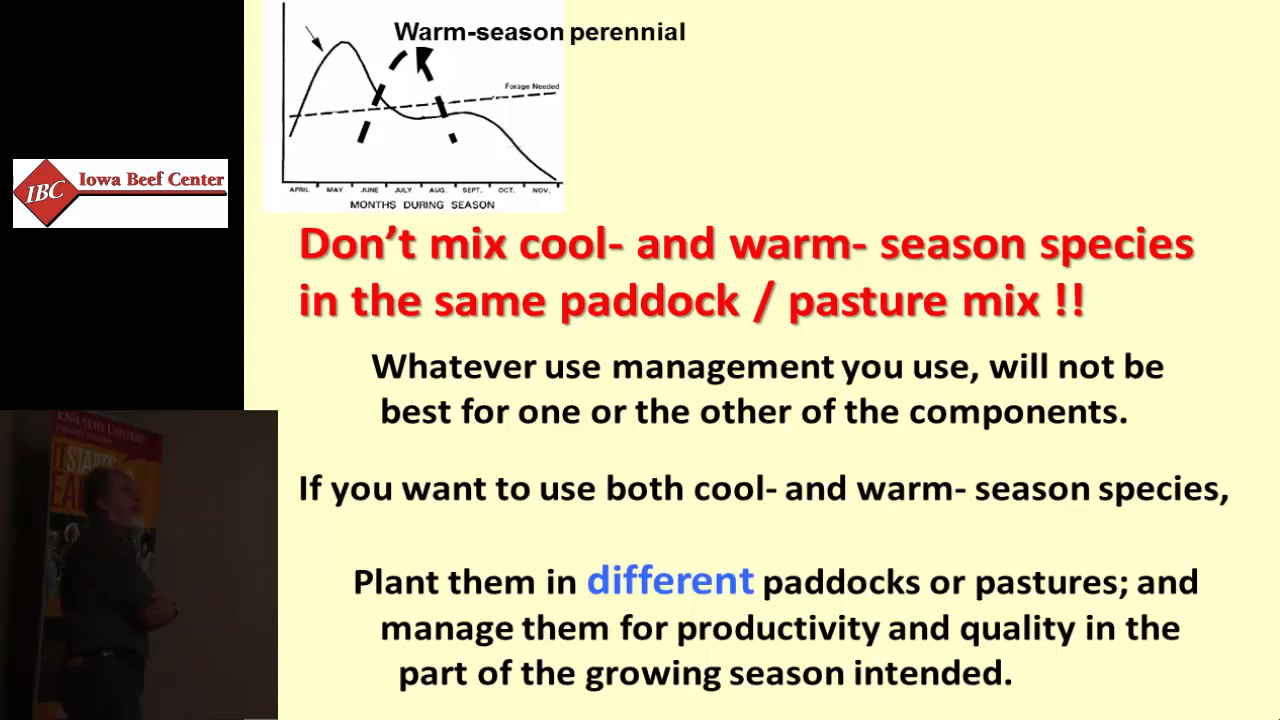 Warm-season perennial
Forage Needed
APRIL MAY JUNE JULY AUG. SEPT. OCT. NOV.
MONTHS DURING SEASON
IBC Iowa Beef Center
Don't mix cool- and warm- season species
in the same paddock / pasture mix !!
Whatever use management you use, will not be
best for one or the other of the components.
If you want to use both cool- and warm- season species,
Plant them in different paddocks or pastures; and
manage them for productivity and quality in the
part of the growing season intended.
IOWA STATE UNIVERSITY
STARTS